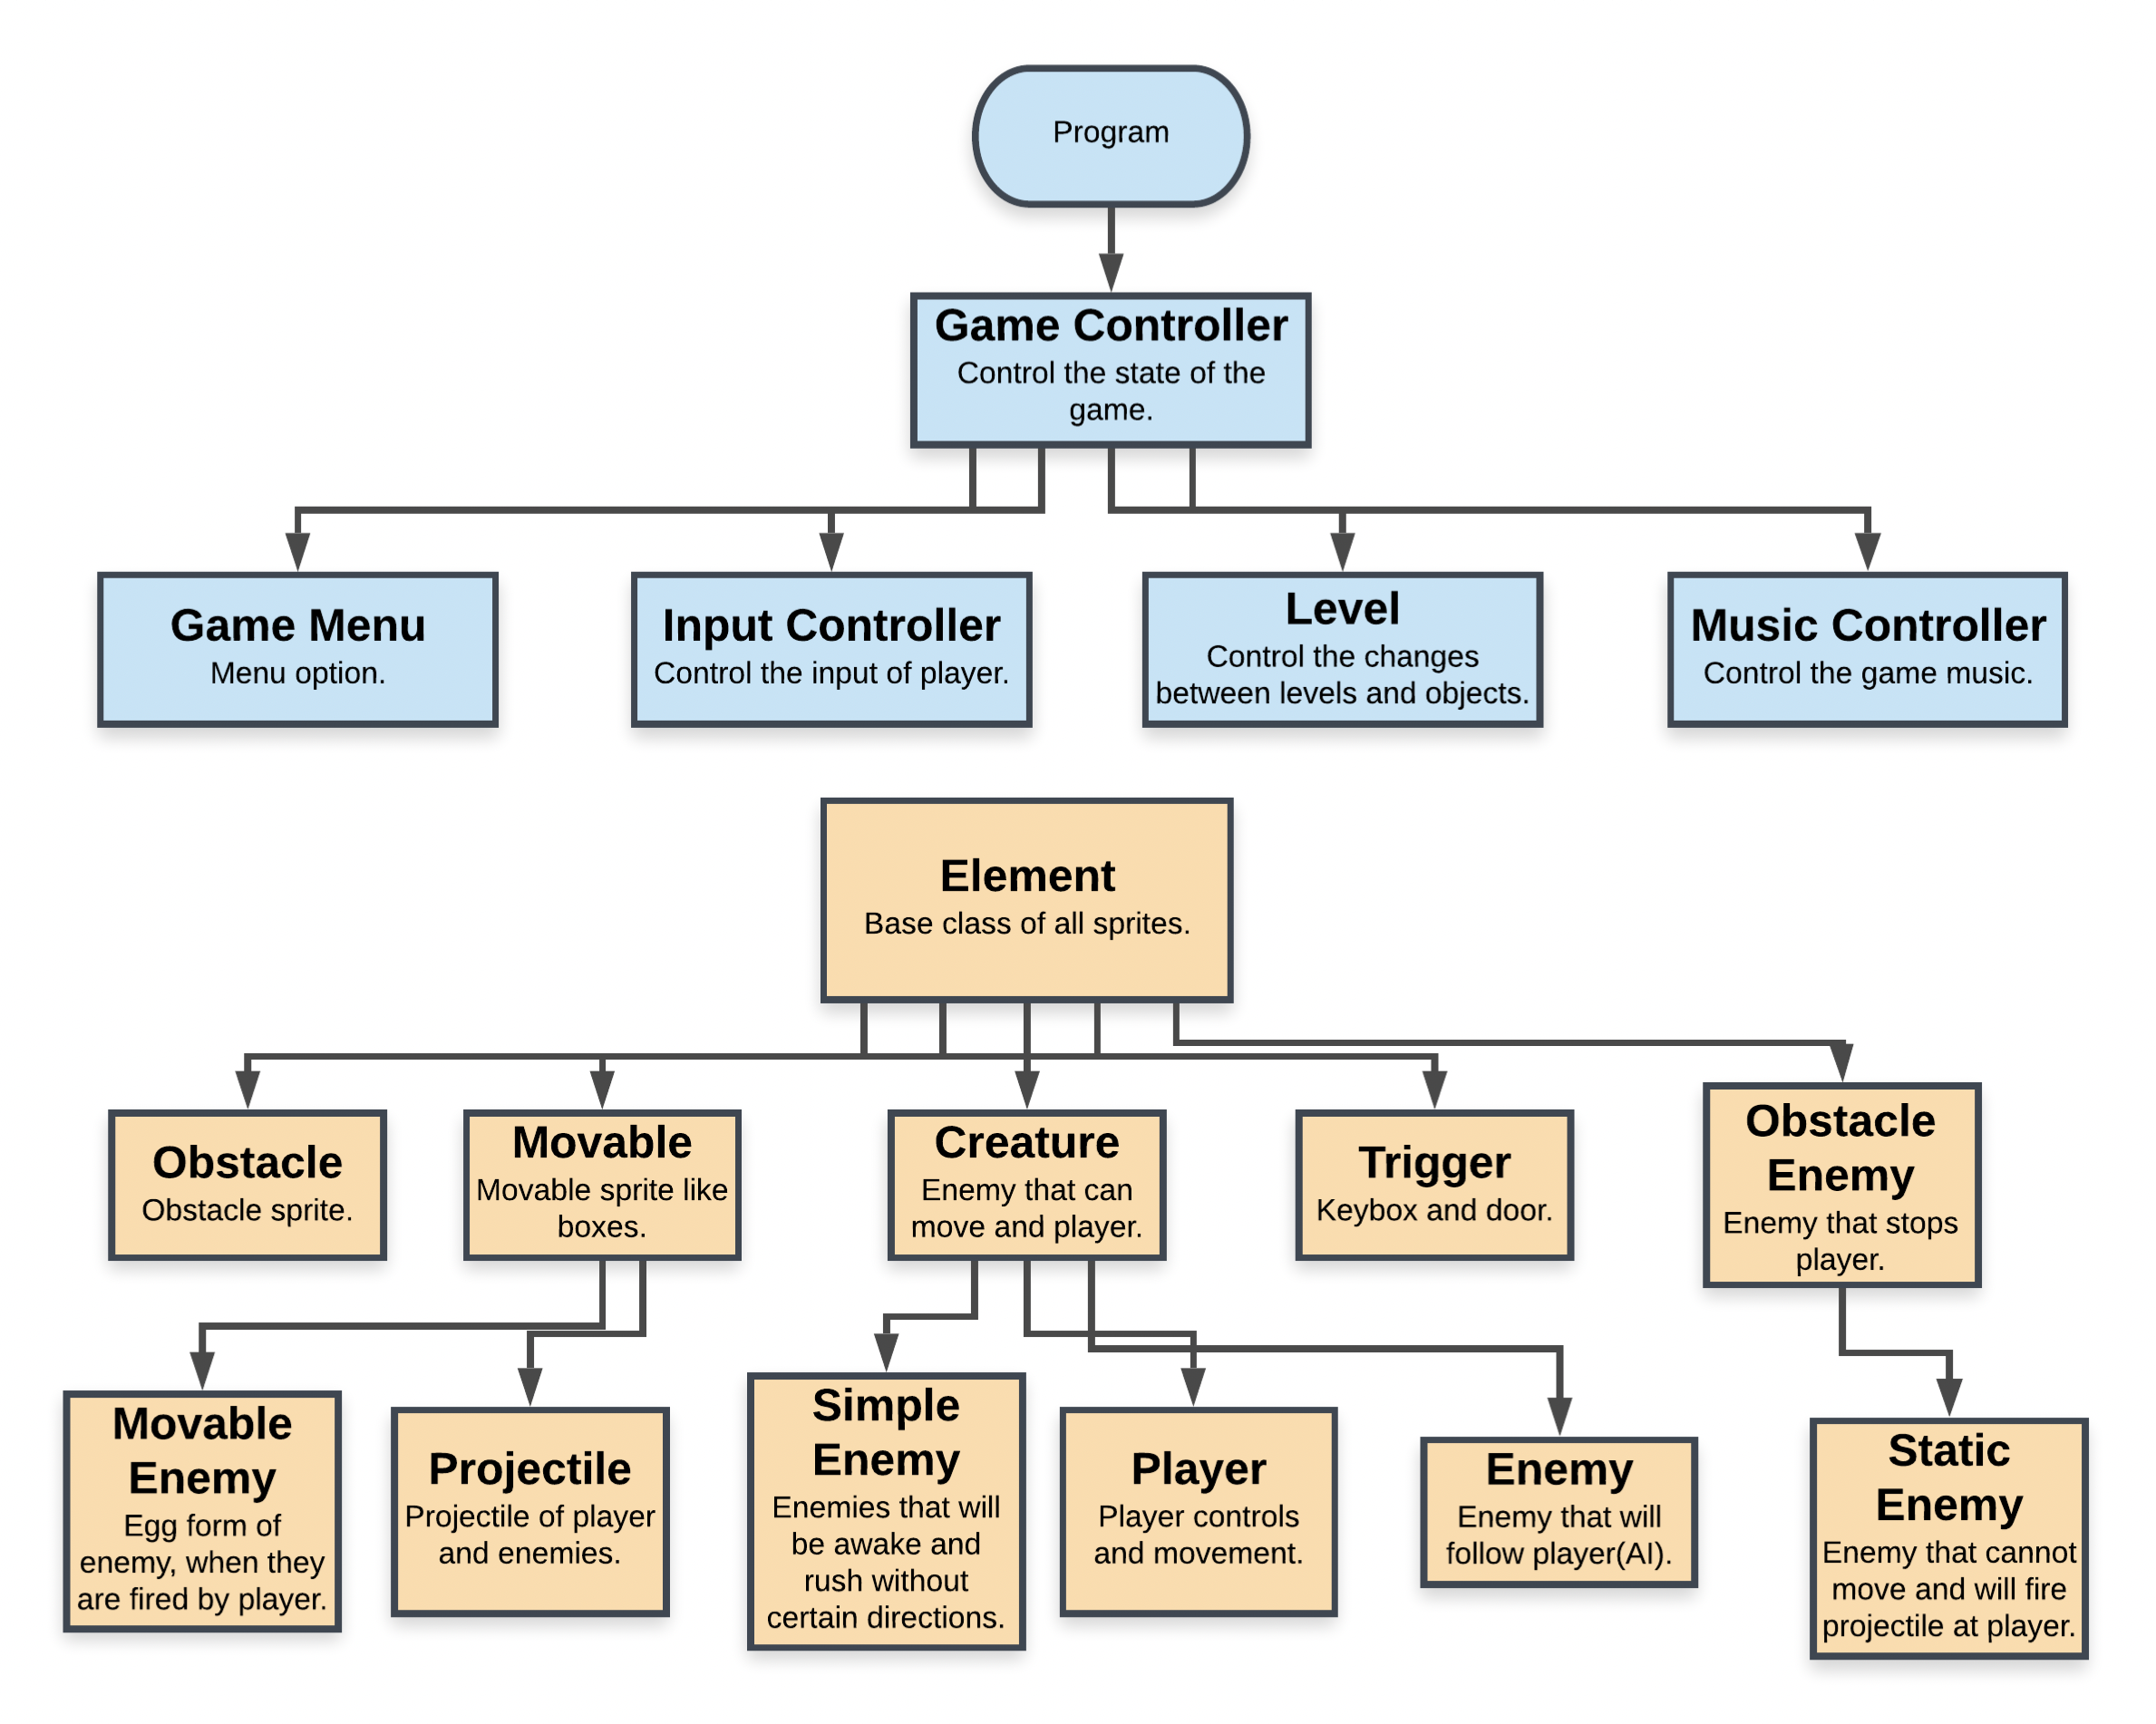 Program
Game Controller
Control the state of the
game.
Game Menu
Menu option.
Input Controller
Control the input of player.
Level
Control the changes
between levels and objects.
Music Controller
Control the game music.
Element
Base class of all sprites.
Obstacle
Obstacle sprite.
Movable
Movable sprite like
boxes.
Creature
Enemy that can
move and player.
Trigger
Keybox and door.
Obstacle
Enemy
Enemy that stops
player.
Movable
Enemy
Egg form of
enemy, when they
are fired by player.
Projectile
Projectile of player
and enemies.
Simple
Enemy
Enemies that will
be awake and
rush without
certain directions.
Player
Player controls
and movement.
Enemy
Enemy that will
follow player(AI).
Static
Enemy
Enemy that cannot
move and will fire
projectile at player.